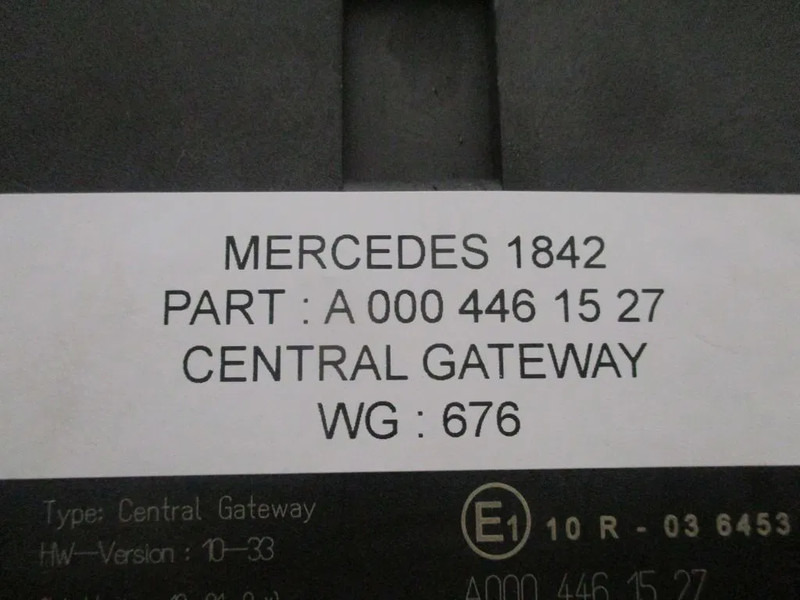 MERCEDES 1842
PART : A 000 446 15 27
CENTRAL GATEWAY
WG : 676
Type: Central Gateway
E1 10 R - 03 6453
HW-Version : 10-33
A000 446 15 27